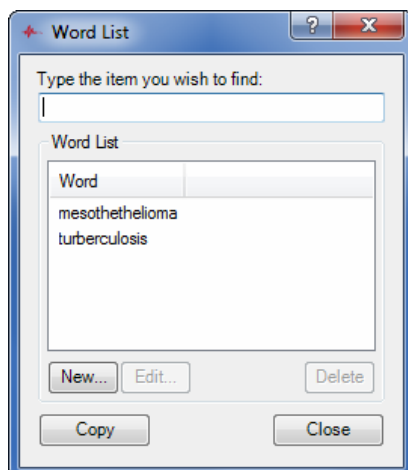 Word List
Type the item you wish to find:
Word List
Word
mesothethelioma
turberculosis
New... Edit... Delete
Copy Close